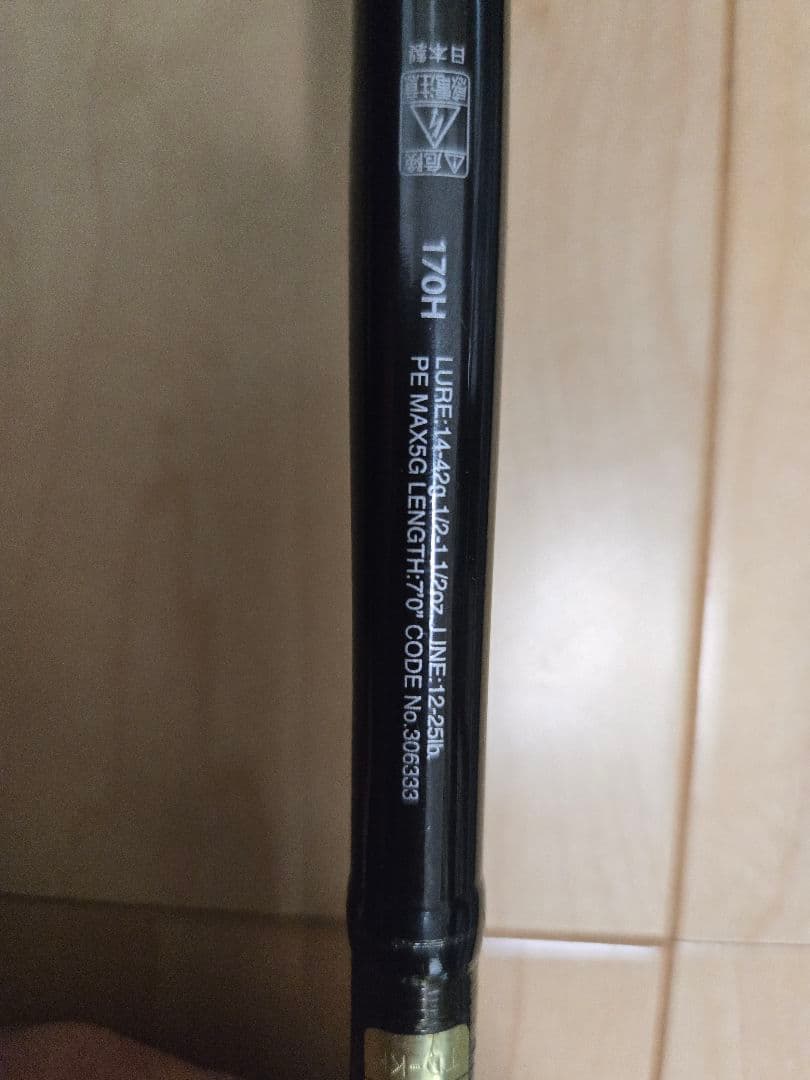 日本製
感電注意
危険
170H
LURE:14-42g 1/2-1 1/2oz. LINE:12-25lb.
PE MAX5G LENGTH:7'0" CODE No.306333